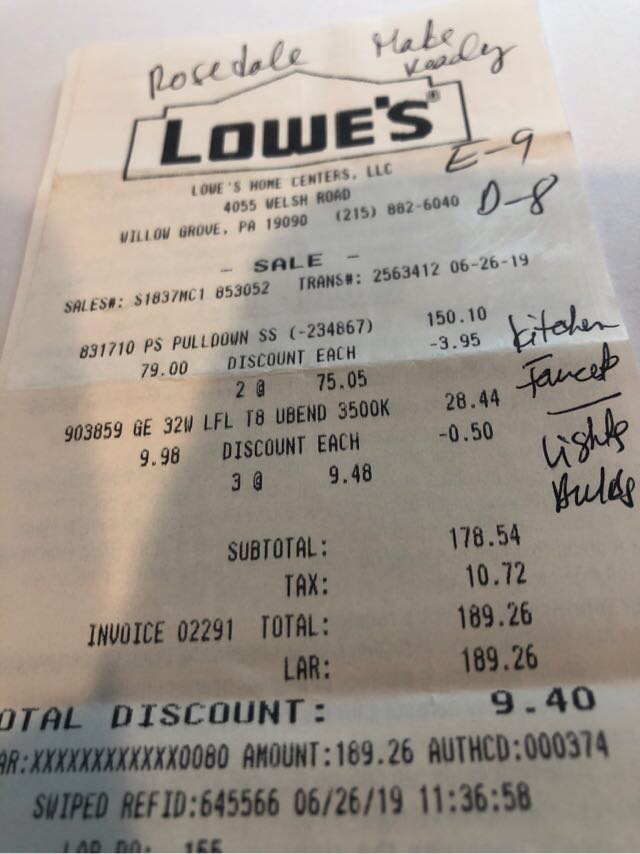 Rosedale Make Ready
LOWE'S®
E-9
LOWE'S HOME CENTERS, LLC
4055 WELSH ROAD
WILLOW GROVE, PA 19090 (215) 882-6040
D-8
- SALE -
SALES#: S1837MC1 853052 TRANS#: 2563412 06-26-19
831710 PS PULLDOWN SS (-234867) 150.10
79.00 DISCOUNT EACH -3.95
2 @ 75.05
Kitchen
Faucet
903859 GE 32W LFL T8 UBEND 3500K 28.44
9.98 DISCOUNT EACH -0.50
3 @ 9.48
Lights
Bulbs
SUBTOTAL: 178.54
TAX: 10.72
INVOICE 02291 TOTAL: 189.26
LAR: 189.26
OTAL DISCOUNT: 9.40
AR:XXXXXXXXXXXX0080 AMOUNT:189.26 AUTHCD:000374
SWIPED REFID:645566 06/26/19 11:36:58